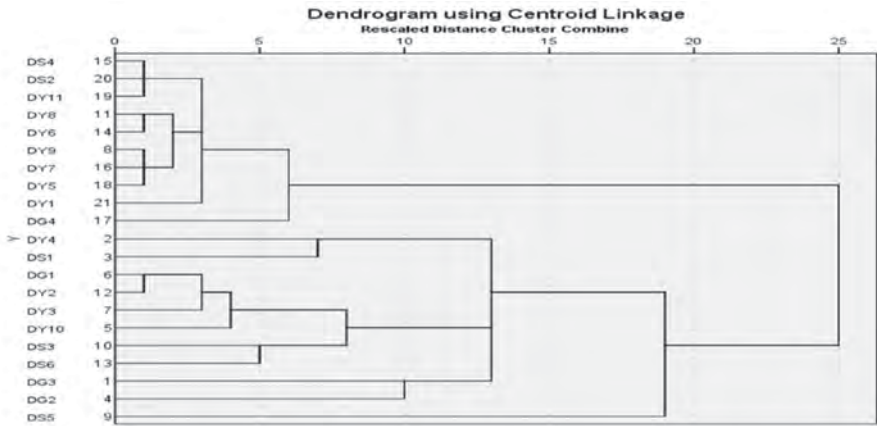 Dendrogram using Centroid Linkage
Rescaled Distance Cluster Combine
0 5 10 15 20 25
DS4 15
DS2 20
DY11 19
DY8 11
DY6 14
DY9 8
DY7 16
DY5 18
DY1 21
DG4 17
Y
DY4 2
DS1 3
DG1 6
DY2 12
DY3 7
DY10 5
DS3 10
DS6 13
DG3 1
DG2 4
DS5 9